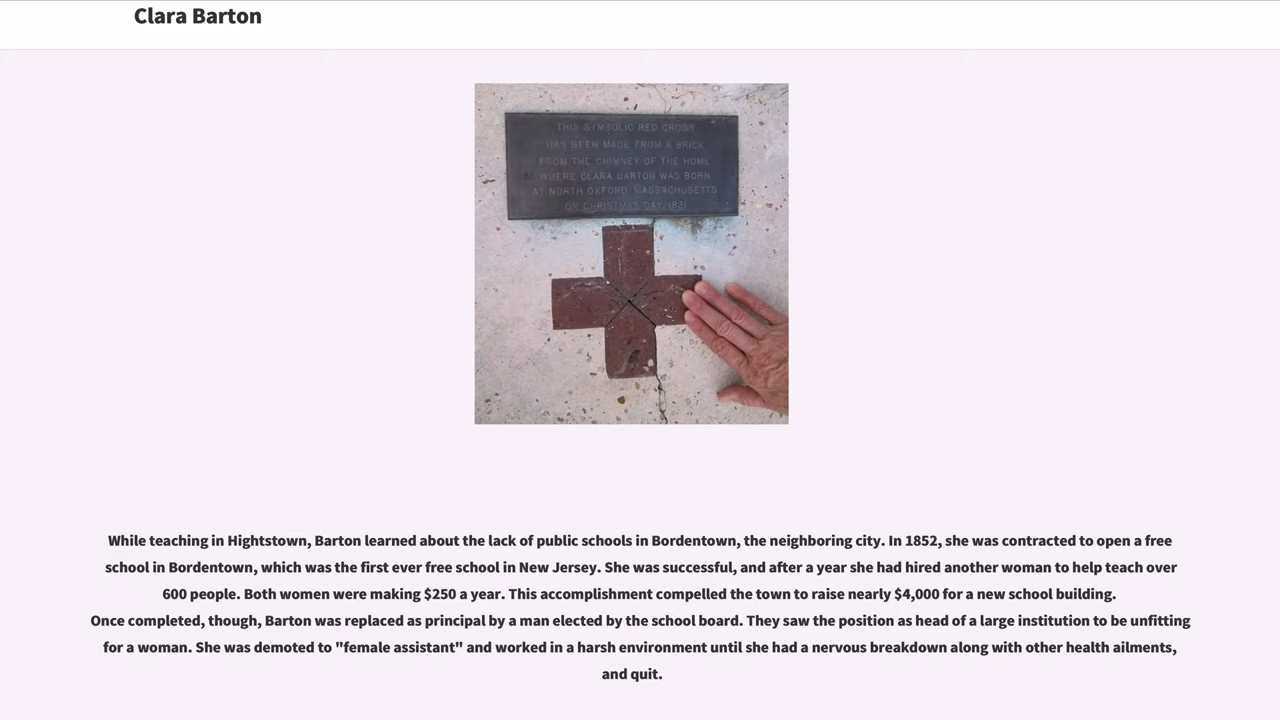 Clara Barton
THIS SYMBOLIC RED CROSS
HAS BEEN MADE FROM A BRICK
FROM THE CHIMNEY OF THE HOME
WHERE CLARA BARTON WAS BORN
AT NORTH OXFORD, MASSACHUSETTS
ON CHRISTMAS DAY, 1821
While teaching in Hightstown, Barton learned about the lack of public schools in Bordentown, the neighboring city. In 1852, she was contracted to open a free
school in Bordentown, which was the first ever free school in New Jersey. She was successful, and after a year she had hired another woman to help teach over
600 people. Both women were making $250 a year. This accomplishment compelled the town to raise nearly $4,000 for a new school building.
Once completed, though, Barton was replaced as principal by a man elected by the school board. They saw the position as head of a large institution to be unfitting
for a woman. She was demoted to "female assistant" and worked in a harsh environment until she had a nervous breakdown along with other health ailments,
and quit.